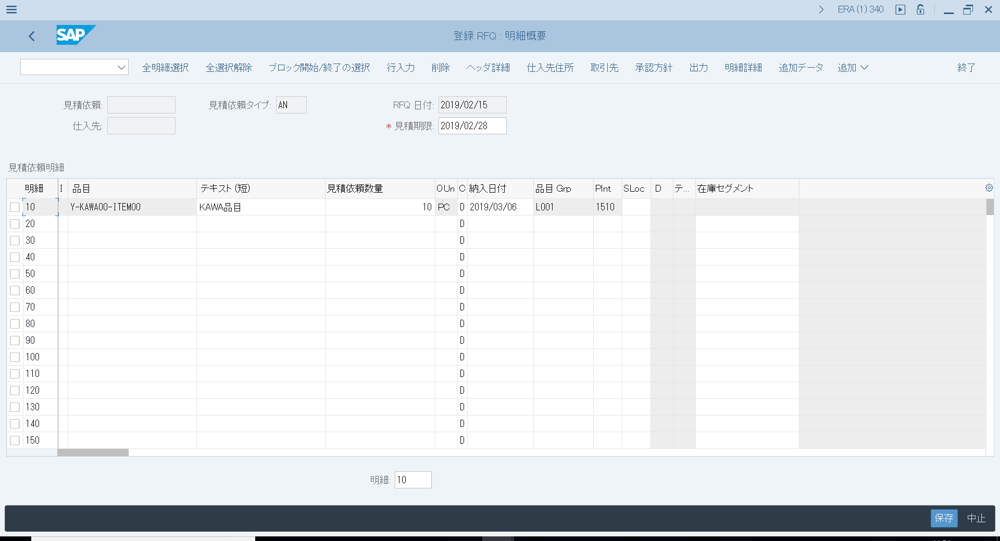 ERA (1) 340
SAP
登録 RFQ : 明細概要
全明細選択 全選択解除 ブロック開始/終了の選択 行入力 削除 ヘッダ詳細 仕入先住所 取引先 承認方針 出力 明細詳細 追加データ 追加 終了
見積依頼: 見積依頼タイプ: AN RFQ 日付: 2019/02/15
仕入先: * 見積期限: 2019/02/28
見積依頼明細
明細 I 品目 テキスト (短) 見積依頼数量 OUn C 納入日付 品目 Grp Plnt SLoc D テ... 在庫セグメント
10 Y-KAWA00-ITEM00 KAWA品目 10 PC D 2019/03/06 L001 1510
20 D
30 D
40 D
50 D
60 D
70 D
80 D
90 D
100 D
110 D
120 D
130 D
140 D
150 D
明細: 10
保存 中止